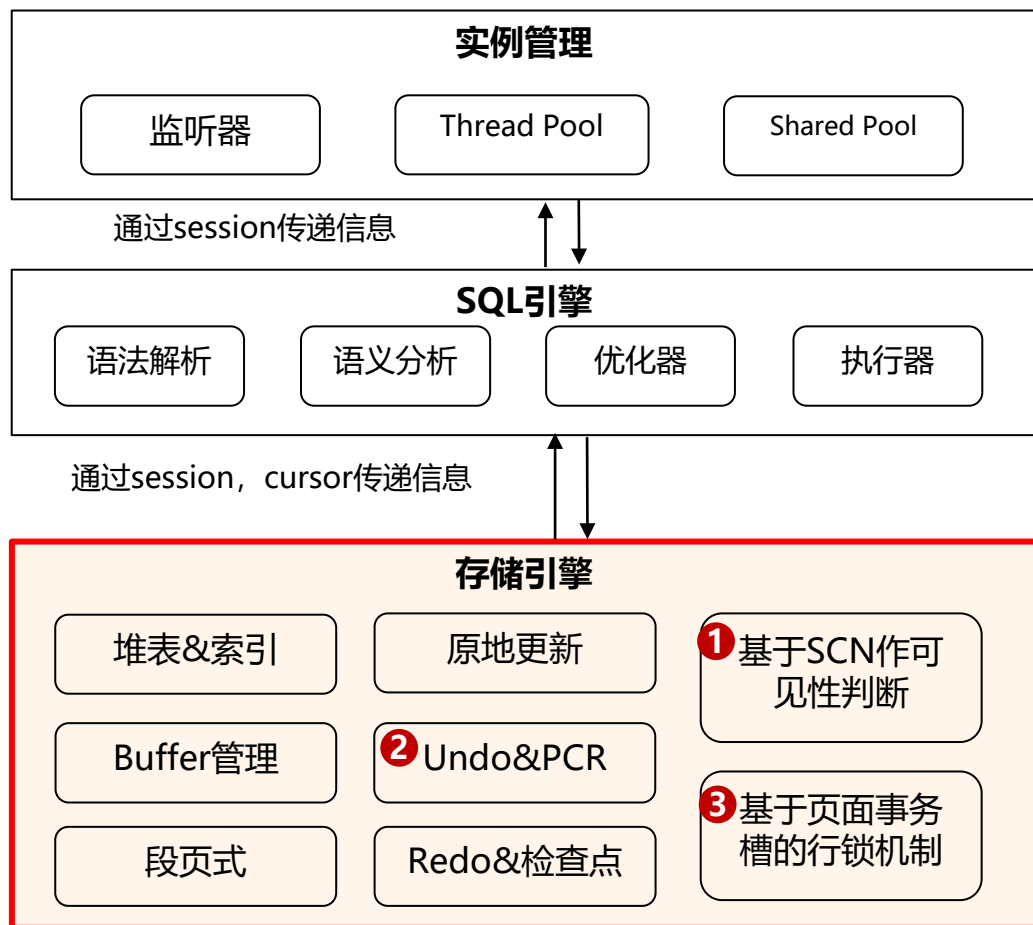 实例管理
监听器
Thread Pool
Shared Pool
通过session传递信息
SQL引擎
语法解析
语义分析
优化器
执行器
通过session，cursor传递信息
存储引擎
堆表&索引
原地更新
1
基于SCN作可
见性判断
Buffer管理
2
Undo&PCR
3
基于页面事务
槽的行锁机制
段页式
Redo&检查点